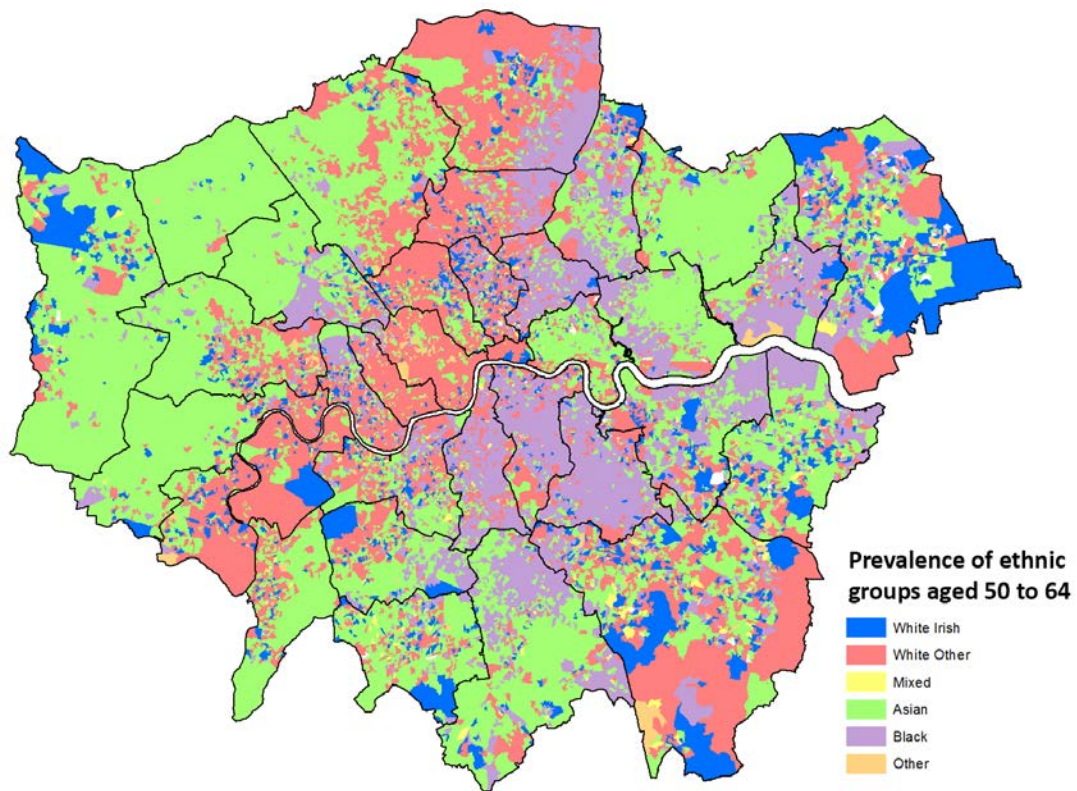 Prevalence of ethnic
groups aged 50 to 64
White Irish
White Other
Mixed
Asian
Black
Other